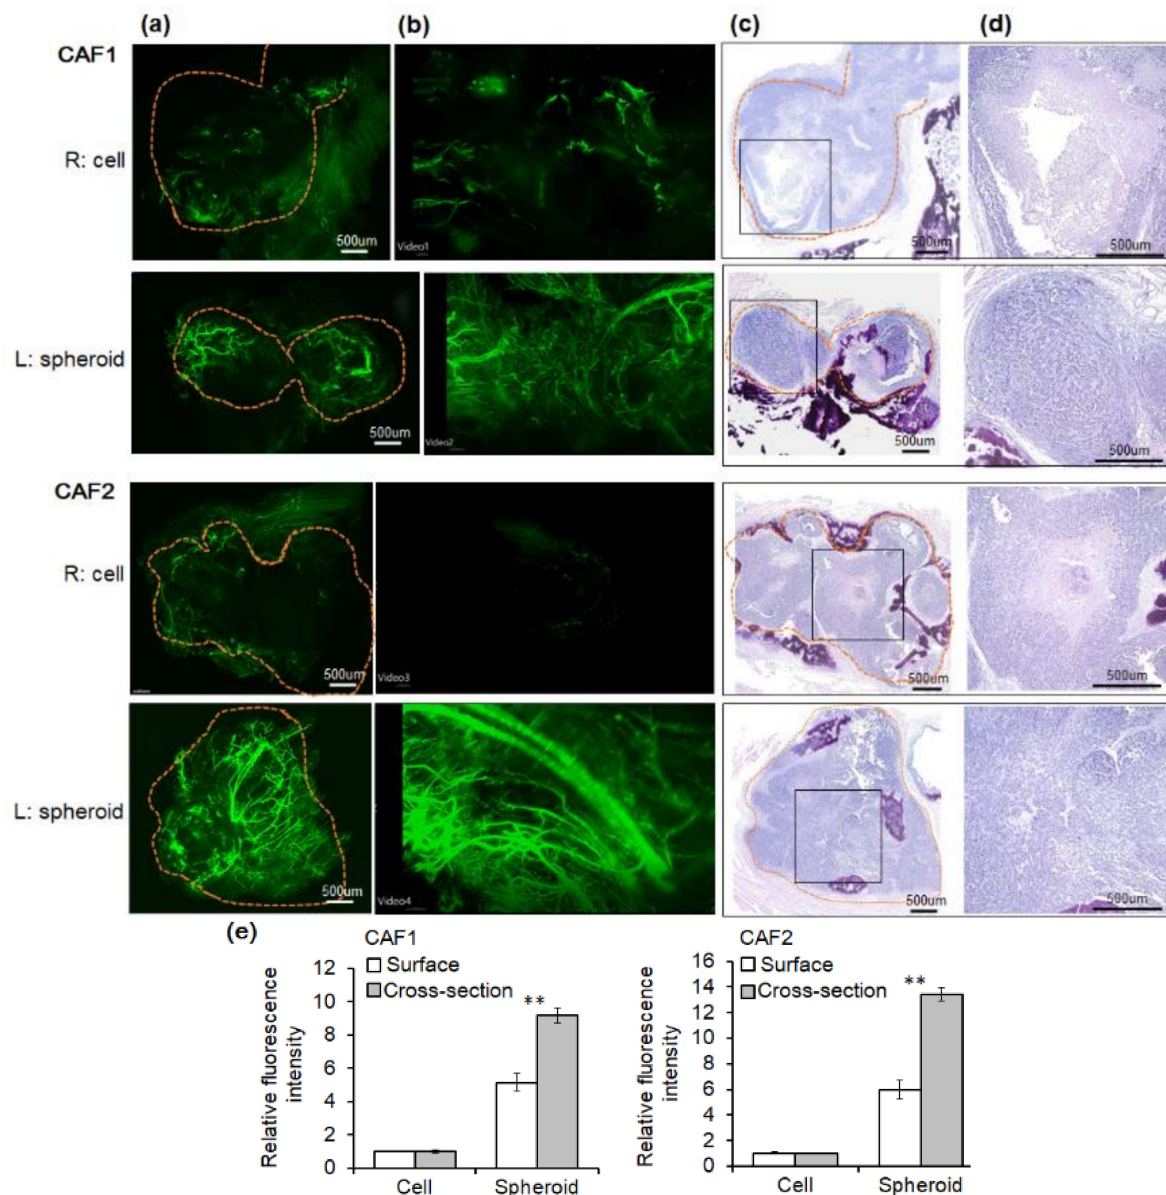 (a) (b) (c) (d)
CAF1
R: cell
500um
Video1
500um
500um
L: spheroid
500um
Video2
500um
500um
CAF2
R: cell
500um
Video3
500um
500um
L: spheroid
500um
Video4
500um
500um
(e)
CAF1
Surface
Cross-section
Relative fluorescence
intensity
12
10
8
6
4
2
0
**
Cell Spheroid
CAF2
Surface
Cross-section
Relative fluorescence
intensity
16
14
12
10
8
6
4
2
0
**
Cell Spheroid